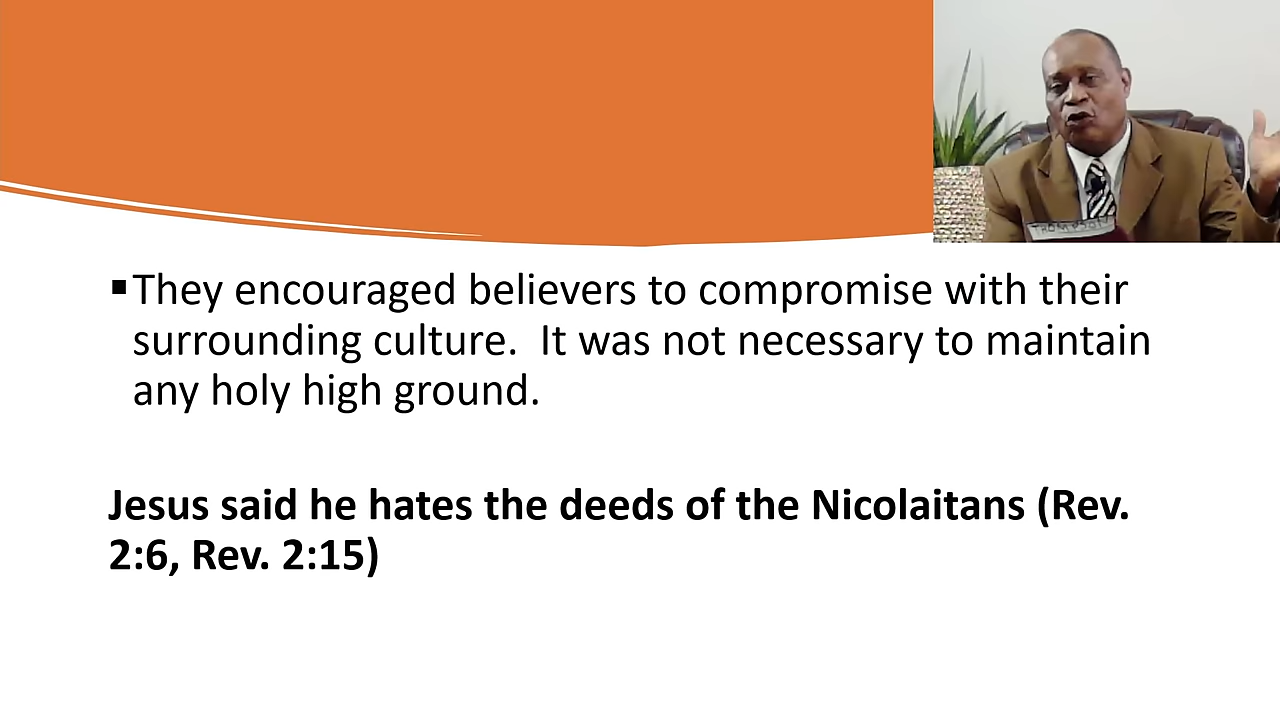 THOMPSON
▪They encouraged believers to compromise with their
surrounding culture.  It was not necessary to maintain
any holy high ground.
Jesus said he hates the deeds of the Nicolaitans (Rev.
2:6, Rev. 2:15)